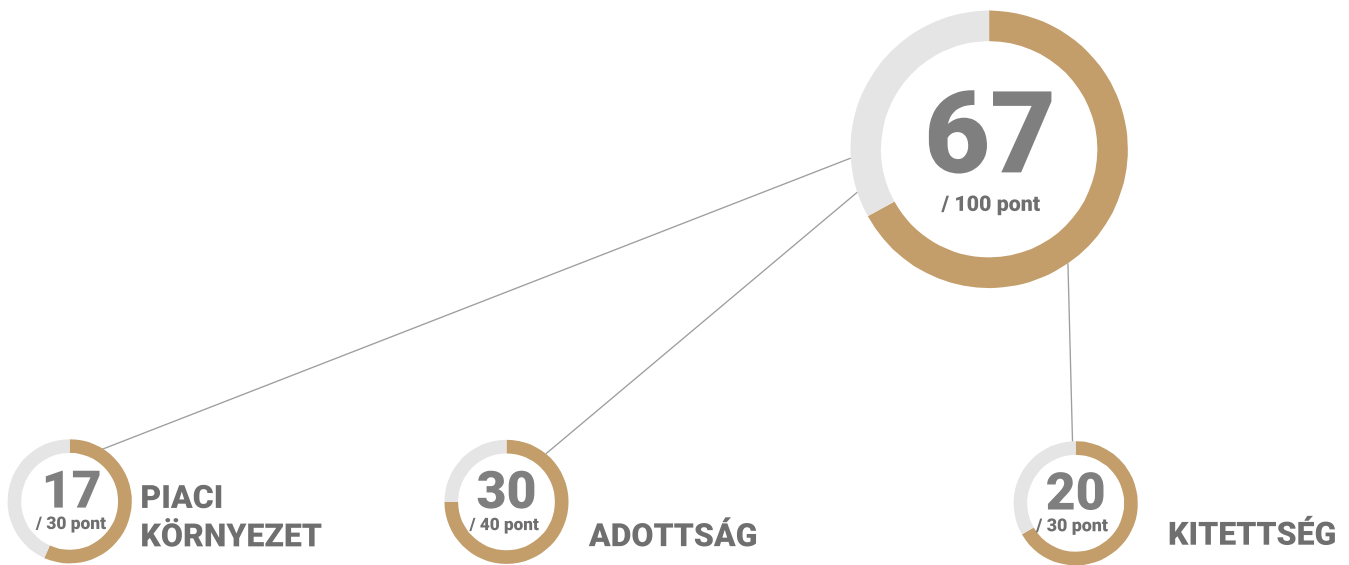 67
/ 100 pont
17
/ 30 pont
PIACI
KÖRNYEZET
30
/ 40 pont
ADOTTSÁG
20
/ 30 pont
KITETTSÉG